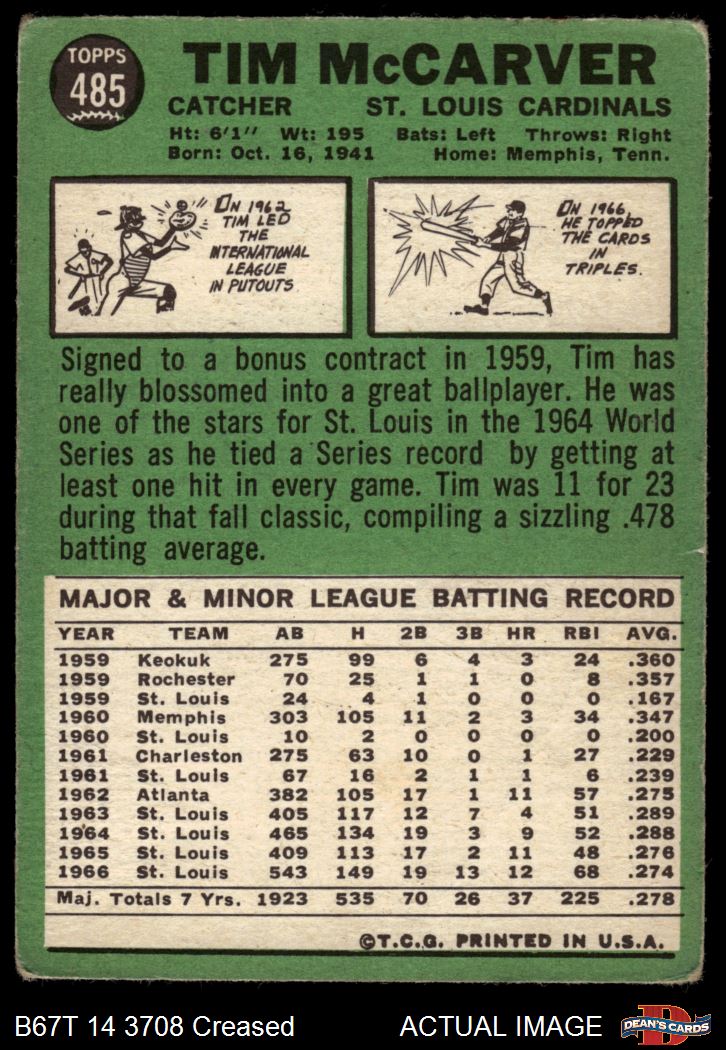 TOPPS
485
TIM McCARVER
CATCHER ST. LOUIS CARDINALS
Ht: 6'1" Wt: 195 Bats: Left Throws: Right
Born: Oct. 16, 1941 Home: Memphis, Tenn.
ON 1962
TIM LED
THE
INTERNATIONAL
LEAGUE
IN PUTOUTS
ON 1966,
HE TOPPED
THE CARDS
IN
TRIPLES.
Signed to a bonus contract in 1959, Tim has
really blossomed into a great ballplayer. He was
one of the stars for St. Louis in the 1964 World
Series as he tied a Series record by getting at
least one hit in every game. Tim was 11 for 23
during that fall classic, compiling a sizzling .478
batting average.
MAJOR & MINOR LEAGUE BATTING RECORD
YEAR TEAM AB H 2B 3B HR RBI AVG.
1959 Keokuk 275 99 6 4 3 24 .360
1959 Rochester 70 25 1 1 0 8 .357
1959 St. Louis 24 4 1 0 0 0 .167
1960 Memphis 303 105 11 2 3 34 .347
1960 St. Louis 10 2 0 0 0 0 .200
1961 Charleston 275 63 10 0 1 27 .229
1961 St. Louis 67 16 2 1 1 6 .239
1962 Atlanta 382 105 17 1 11 57 .275
1963 St. Louis 405 117 12 7 4 51 .289
1964 St. Louis 465 134 19 3 9 52 .288
1965 St. Louis 409 113 17 2 11 48 .276
1966 St. Louis 543 149 19 13 12 68 .274
Maj. Totals 7 Yrs. 1923 535 70 26 37 225 .278
©T.C.G. PRINTED IN U.S.A.
B67T 14 3708 Creased ACTUAL IMAGE
D
DEAN'S CARDS